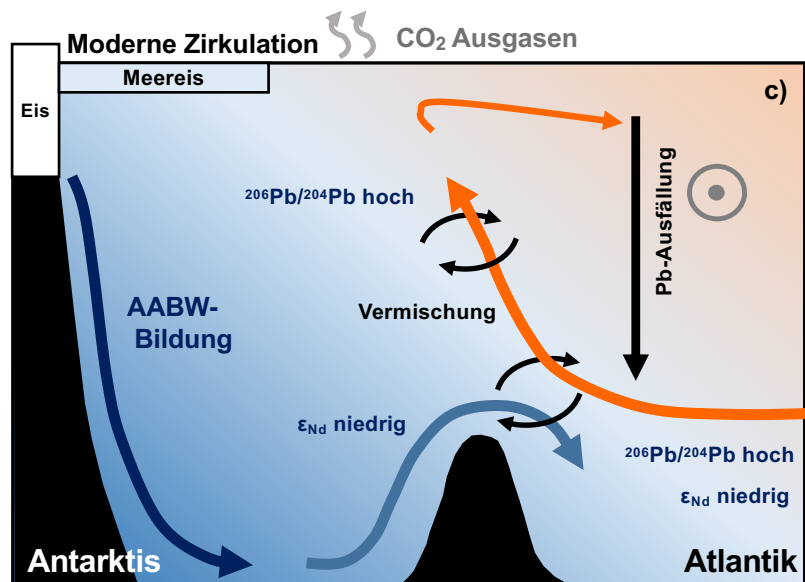 Moderne Zirkulation
CO₂ Ausgasen
Meereis
c)
Eis
²⁰⁶Pb/²⁰⁴Pb hoch
Pb-Ausfällung
AABW-
Bildung
Vermischung
εNd niedrig
²⁰⁶Pb/²⁰⁴Pb hoch
εNd niedrig
Antarktis
Atlantik